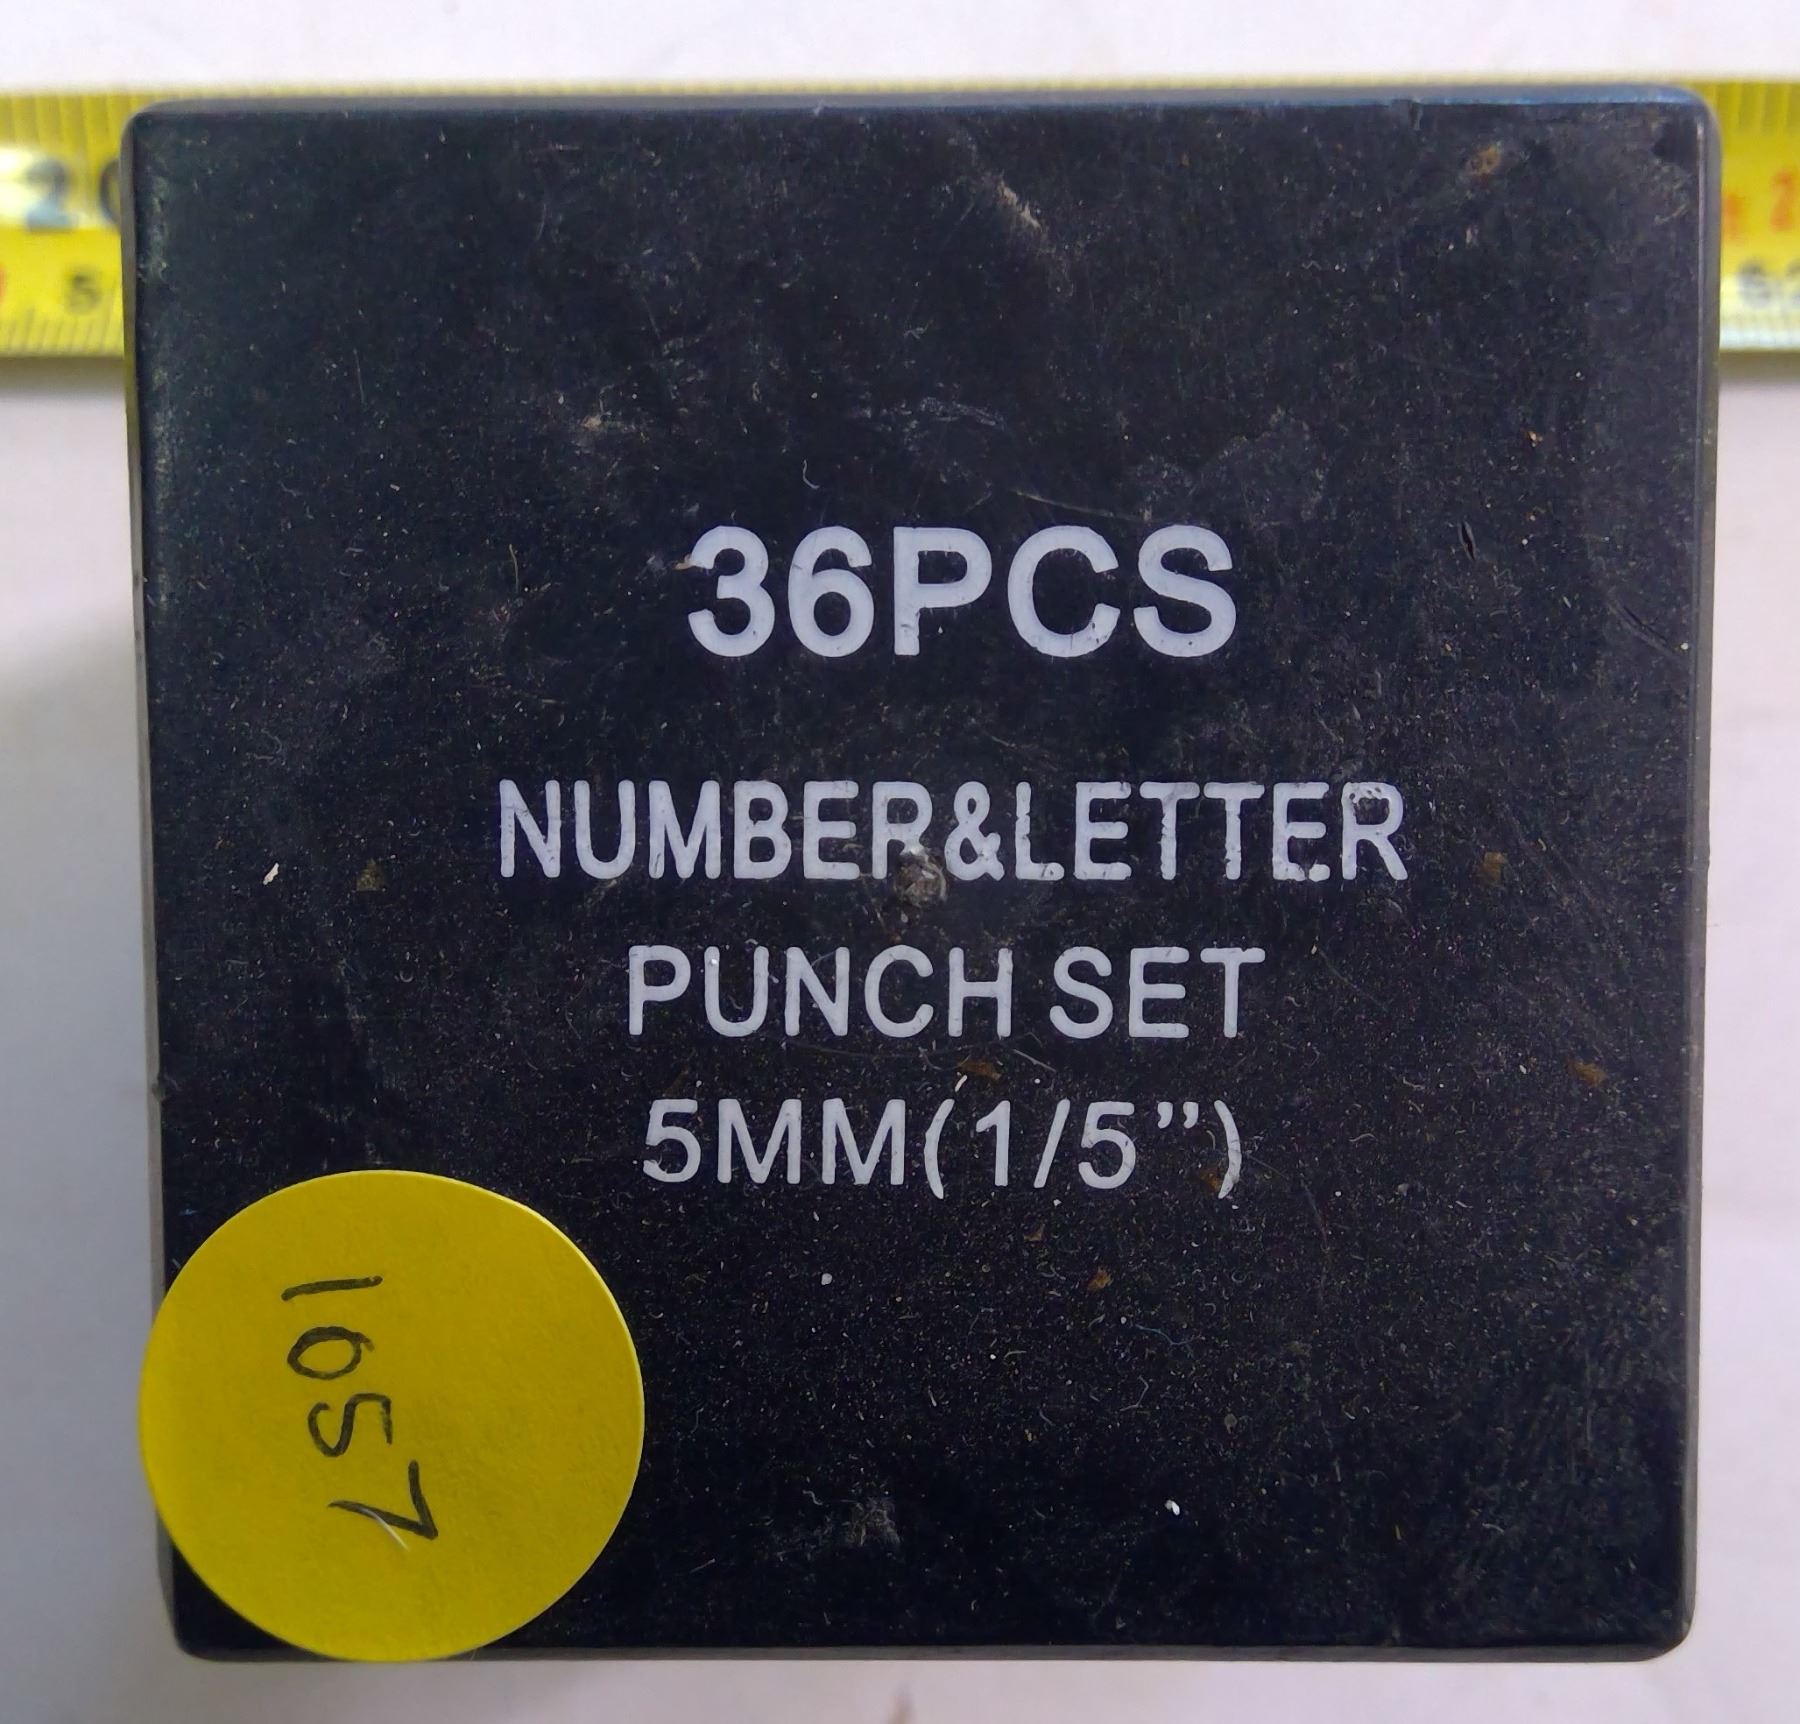 36PCS
NUMBER&LETTER
PUNCH SET
5MM(1/5”)
1657